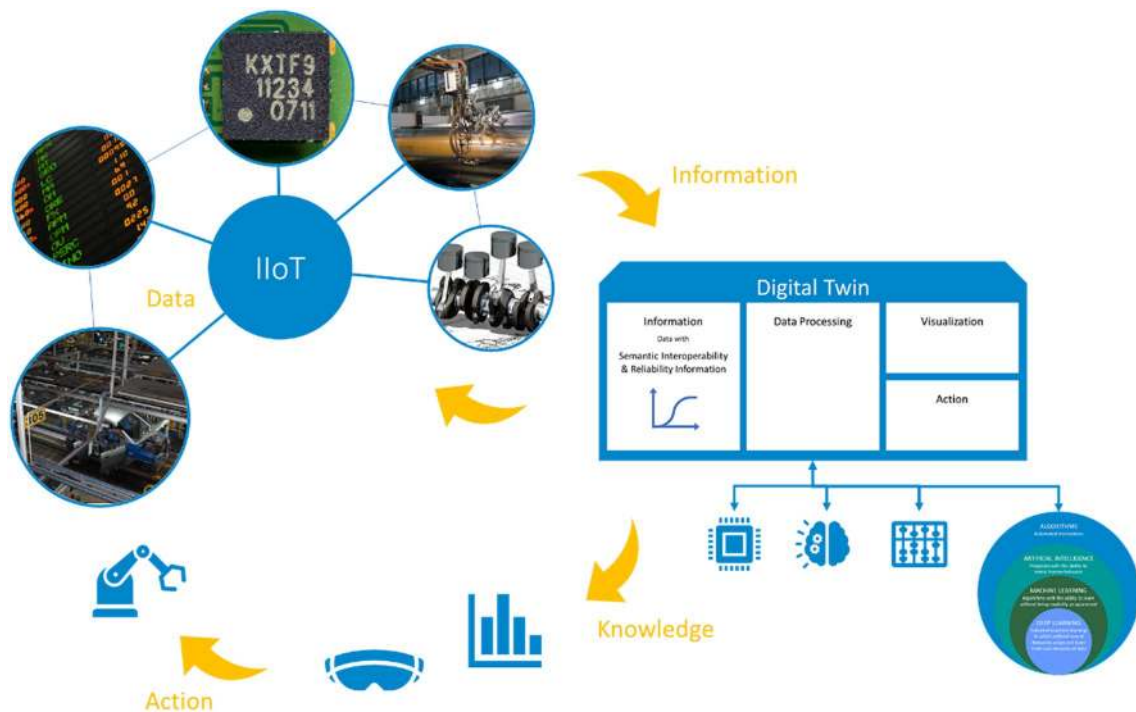 KXTF9
11234
0711
Information
IIoT
Data
105
Digital Twin
Information
Data with
Semantic Interoperability
& Reliability Information
Data Processing
Visualization
Action
ALGORITHMS
ARTIFICIAL INTELLIGENCE
MACHINE LEARNING
DEEP LEARNING
Knowledge
Action